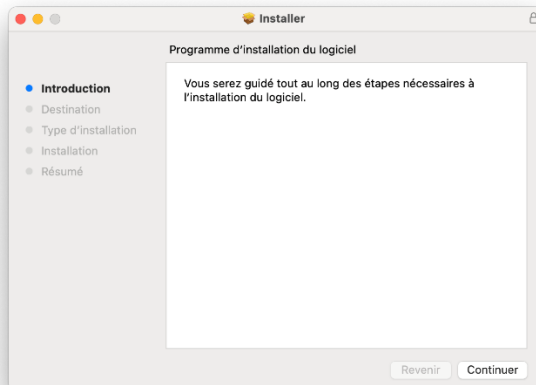 Installer
Programme d’installation du logiciel
Introduction
Destination
Type d’installation
Installation
Résumé
Vous serez guidé tout au long des étapes nécessaires à
l’installation du logiciel.
Revenir
Continuer